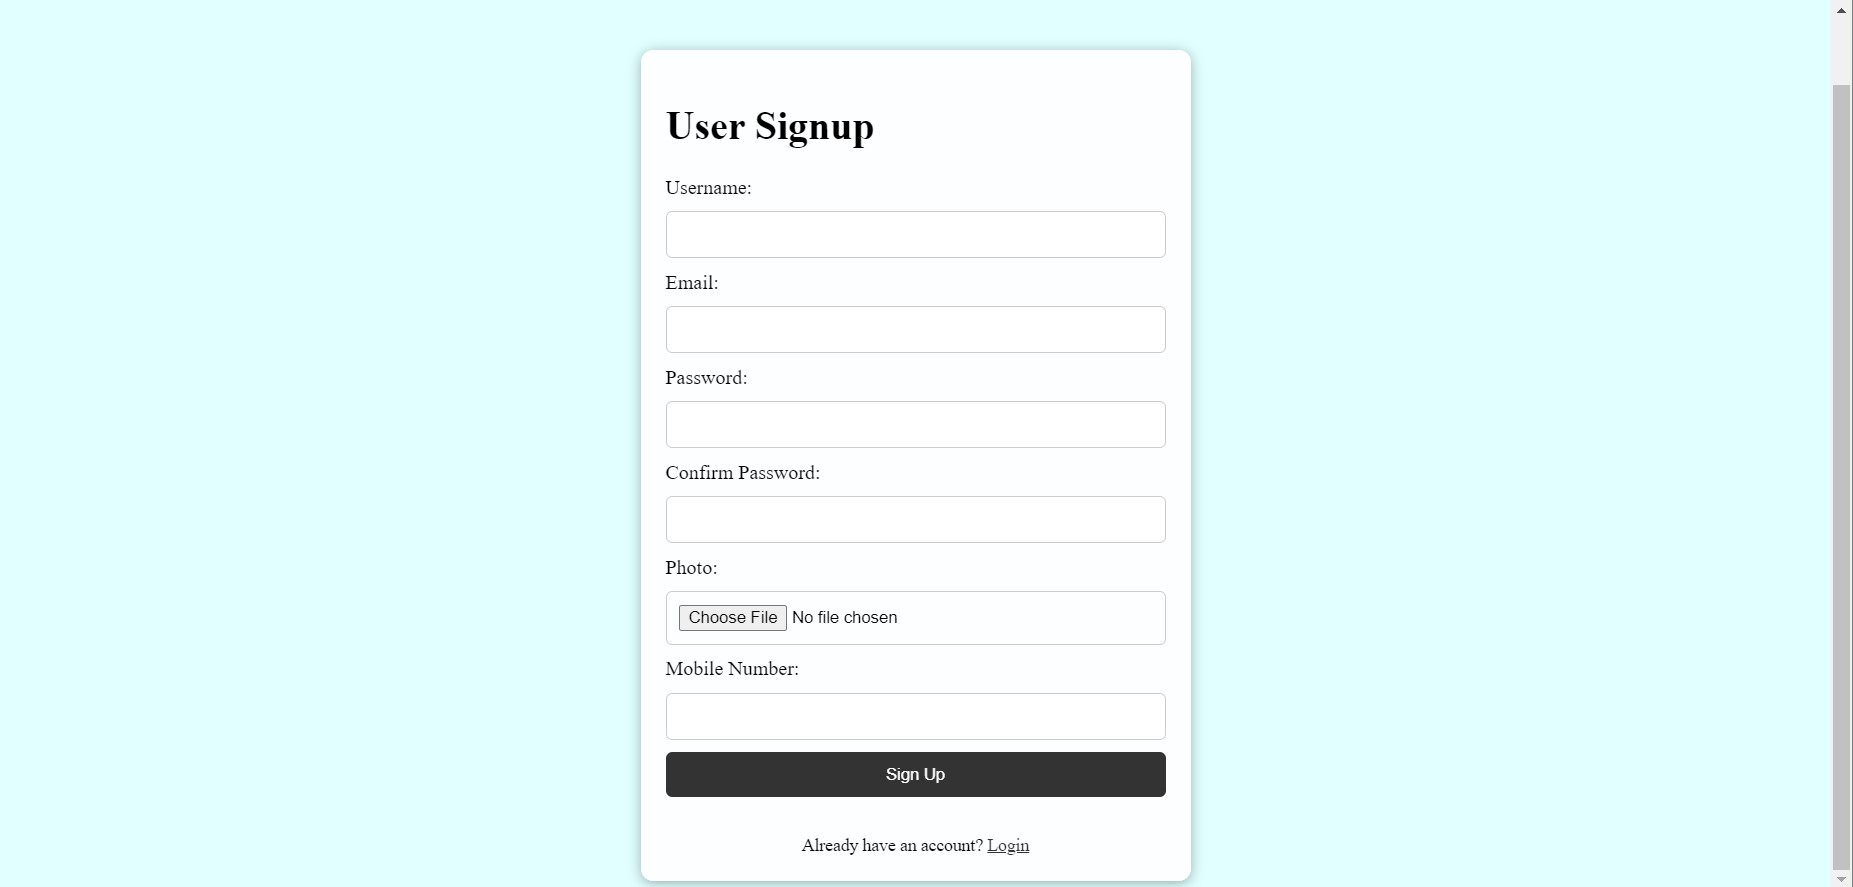 User Signup
Username:
Email:
Password:
Confirm Password:
Photo:
Choose File No file chosen
Mobile Number:
Sign Up
Already have an account? Login